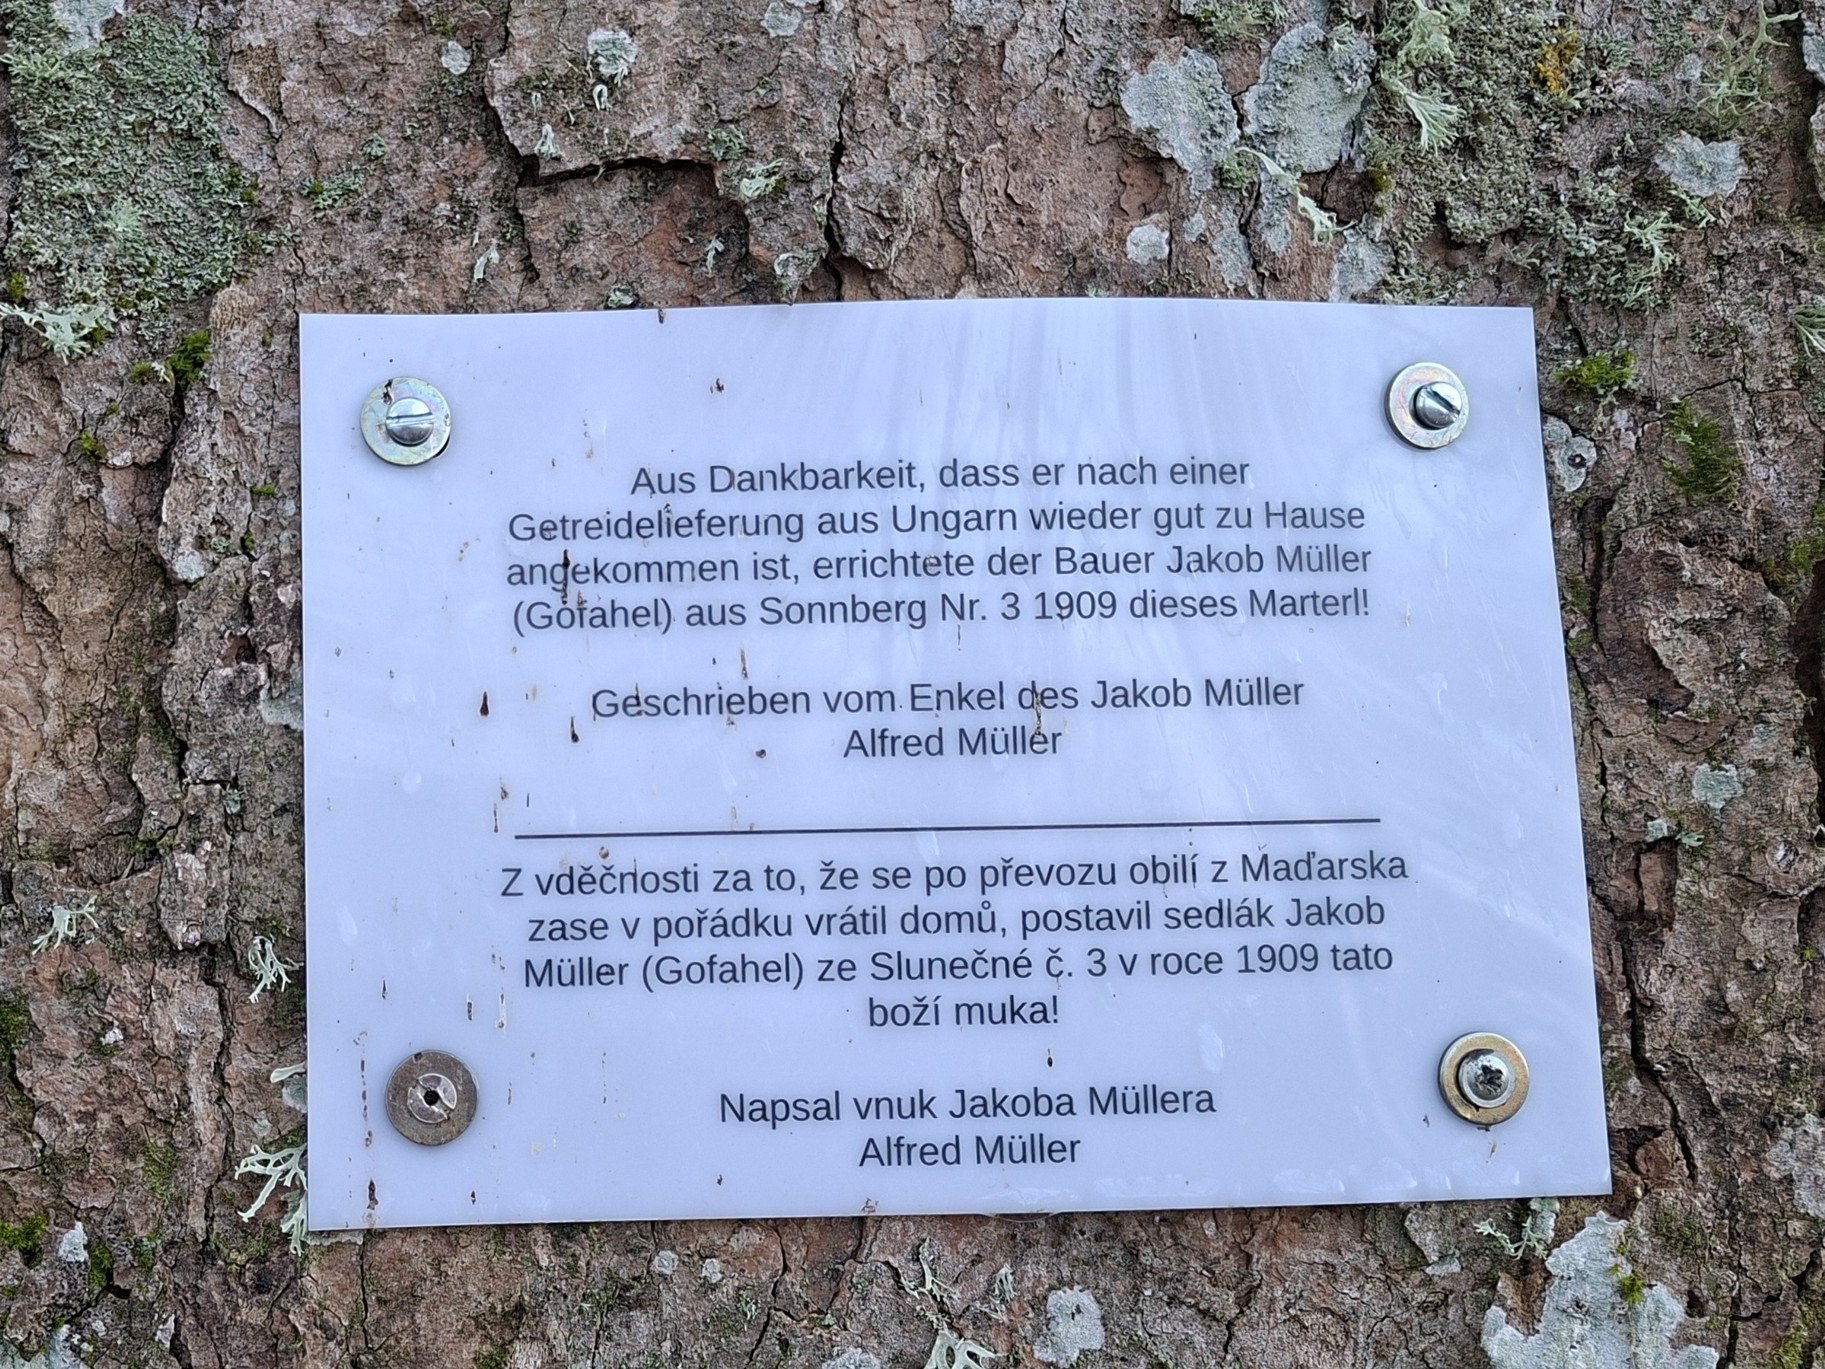 Aus Dankbarkeit, dass er nach einer
Getreidelieferung aus Ungarn wieder gut zu Hause
angekommen ist, errichtete der Bauer Jakob Müller
(Gofahel) aus Sonnberg Nr. 3 1909 dieses Marterl!
Geschrieben vom Enkel des Jakob Müller
Alfred Müller
Z vděčnosti za to, že se po převozu obilí z Maďarska
zase v pořádku vrátil domů, postavil sedlák Jakob
Müller (Gofahel) ze Slunečné č. 3 v roce 1909 tato
boží muka!
Napsal vnuk Jakoba Müllera
Alfred Müller